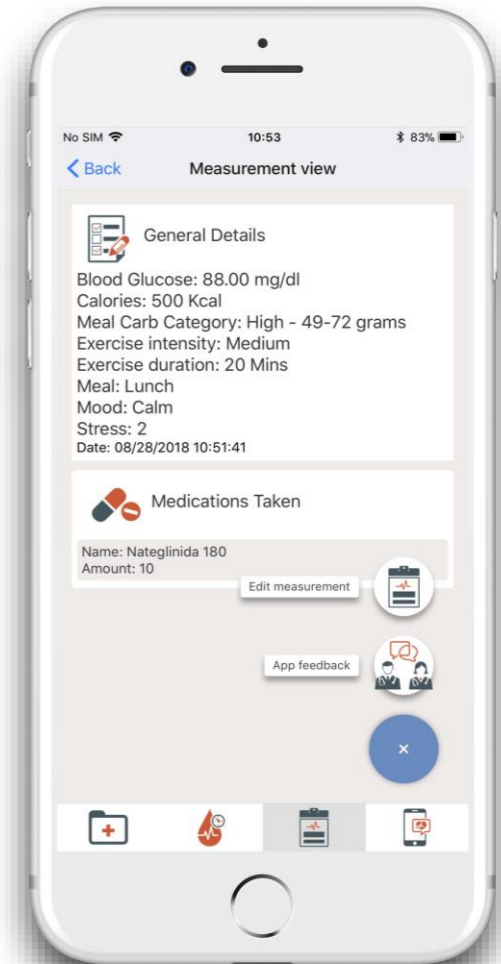 No SIM 10:53 83%
Back Measurement view
General Details
Blood Glucose: 88.00 mg/dl
Calories: 500 Kcal
Meal Carb Category: High - 49-72 grams
Exercise intensity: Medium
Exercise duration: 20 Mins
Meal: Lunch
Mood: Calm
Stress: 2
Date: 08/28/2018 10:51:41
Medications Taken
Name: Nateglinida 180
Amount: 10
Edit measurement
App feedback